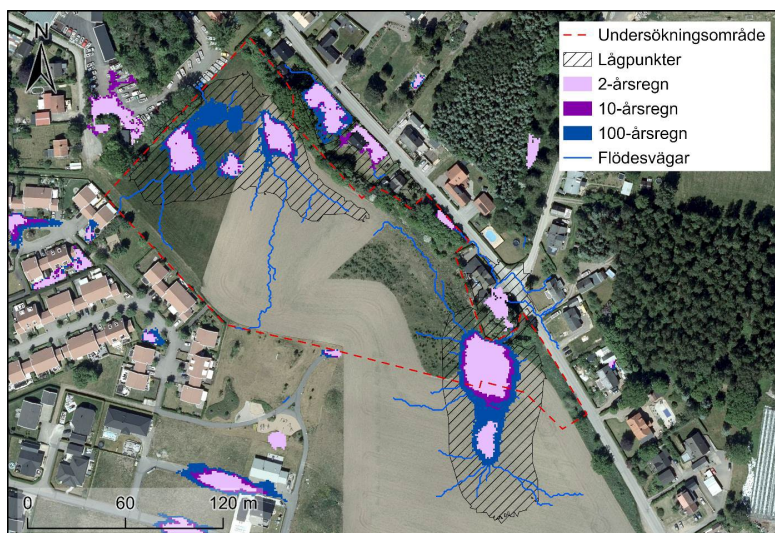 N
Undersökningsområde
Lågpunkter
2-årsregn
10-årsregn
100-årsregn
Flödesvägar
0 60 120 m